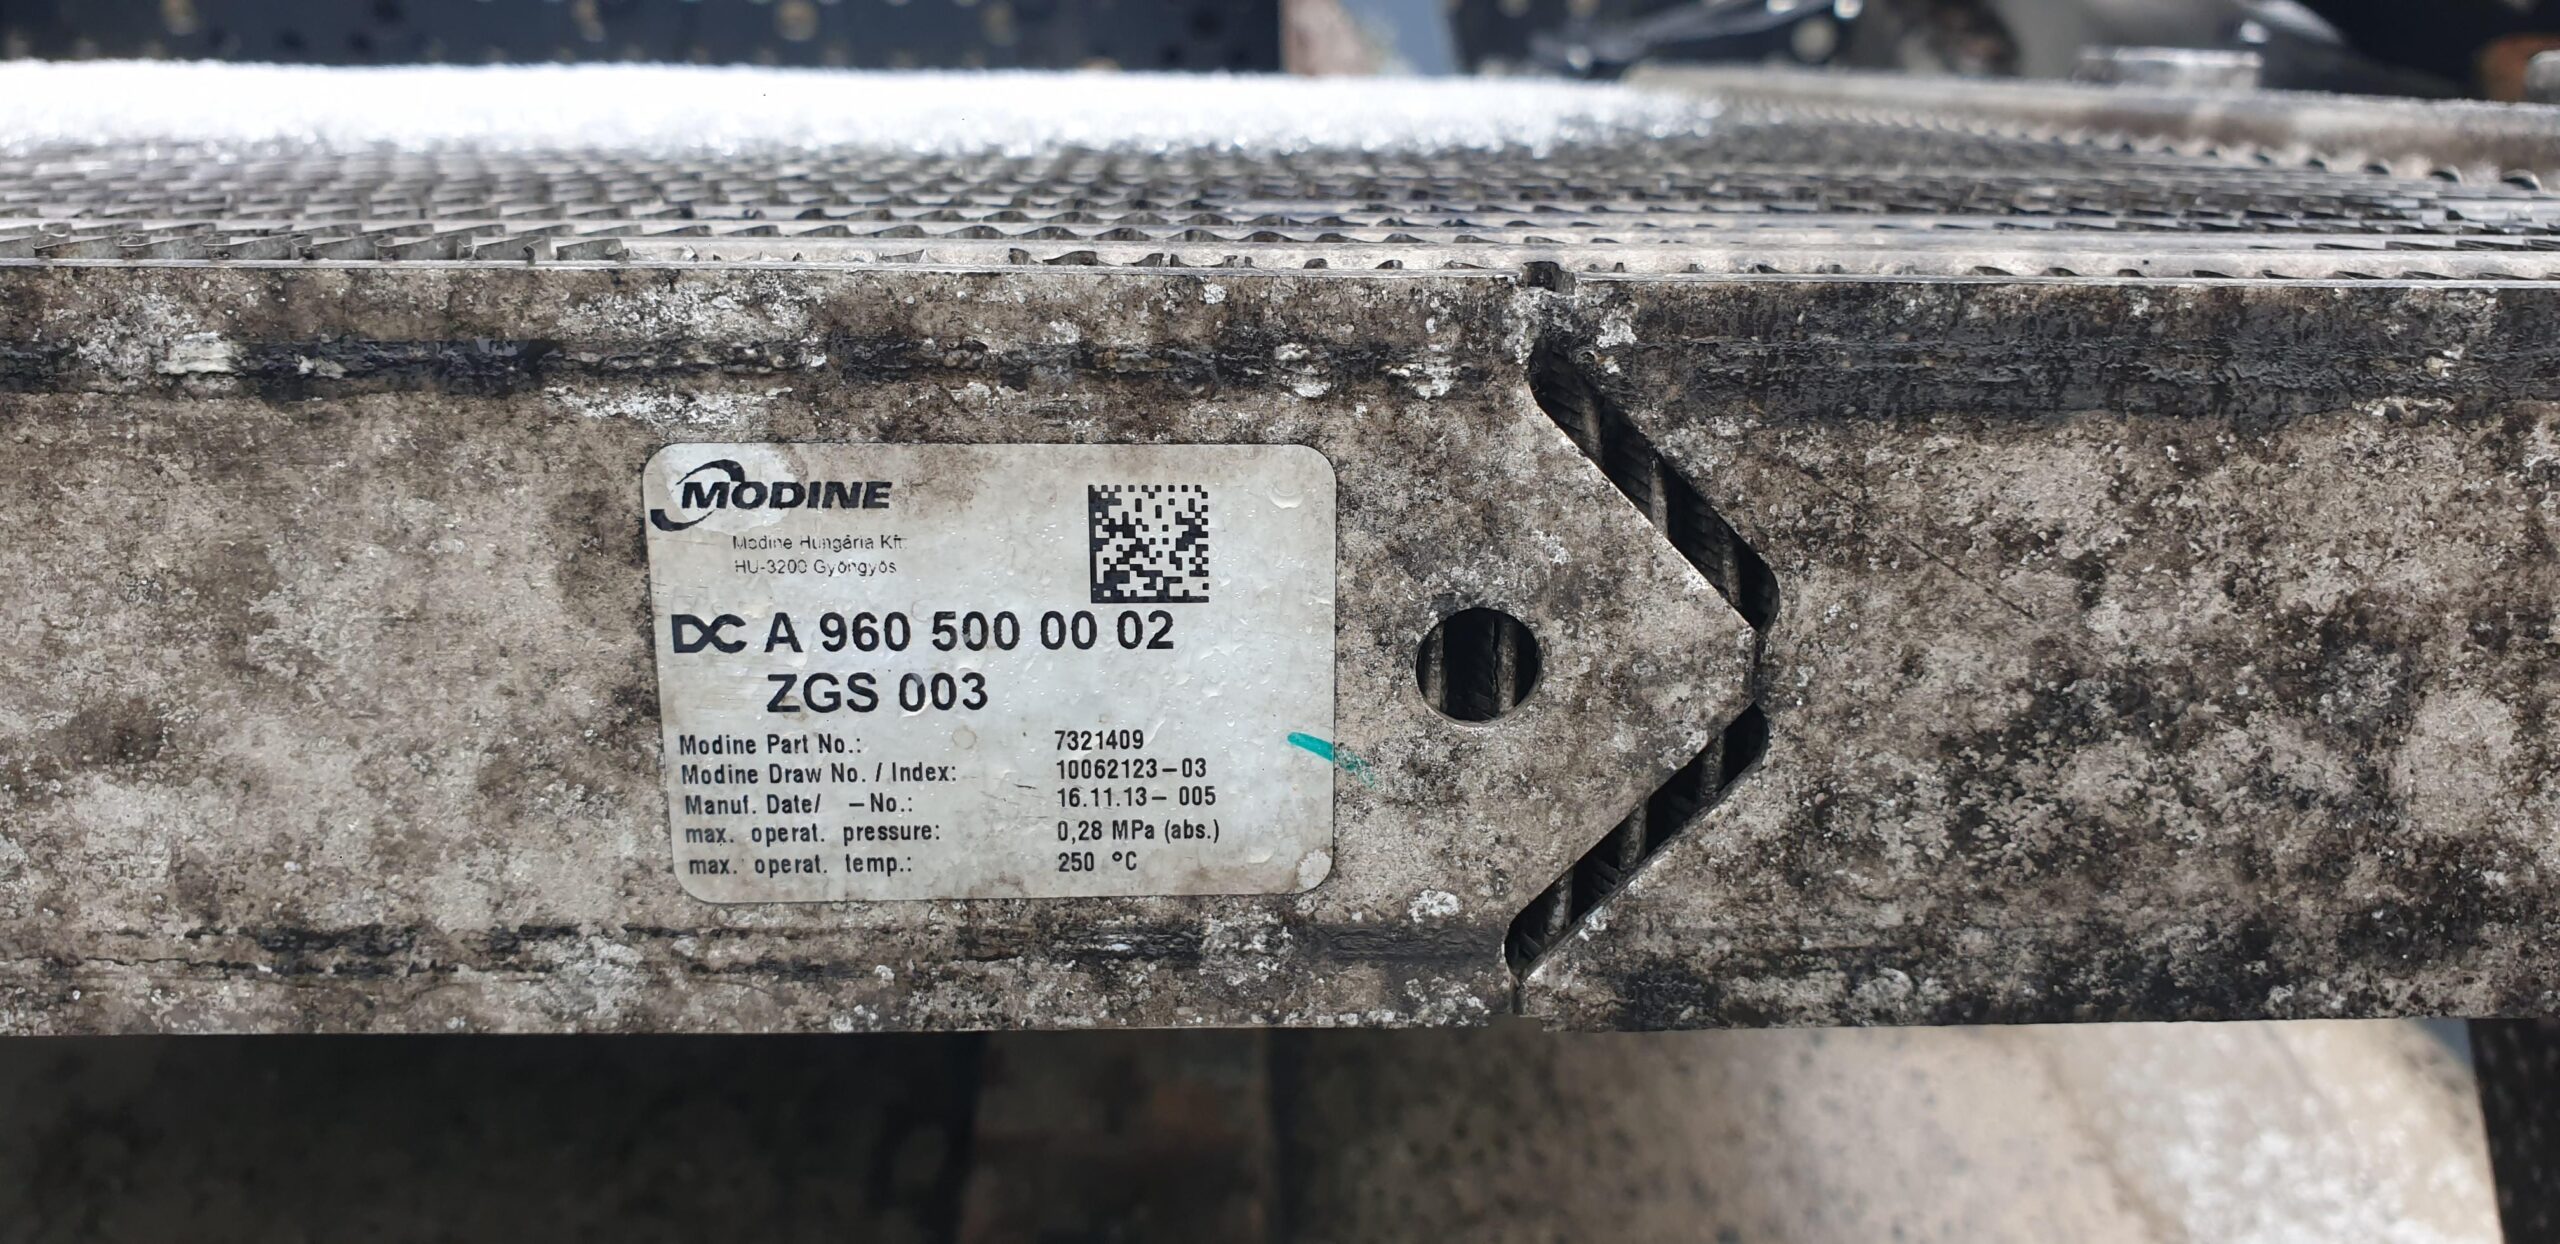 MODINE
Modine Hungária Kft.
HU-3200 Gyöngyös
DC A 960 500 00 02
ZGS 003
Modine Part No.: 7321409
Modine Draw No. / Index: 10062123-03
Manuf. Date/ -No.: 16.11.13- 005
max. operat. pressure: 0,28 MPa (abs.)
max. operat. temp.: 250 °C